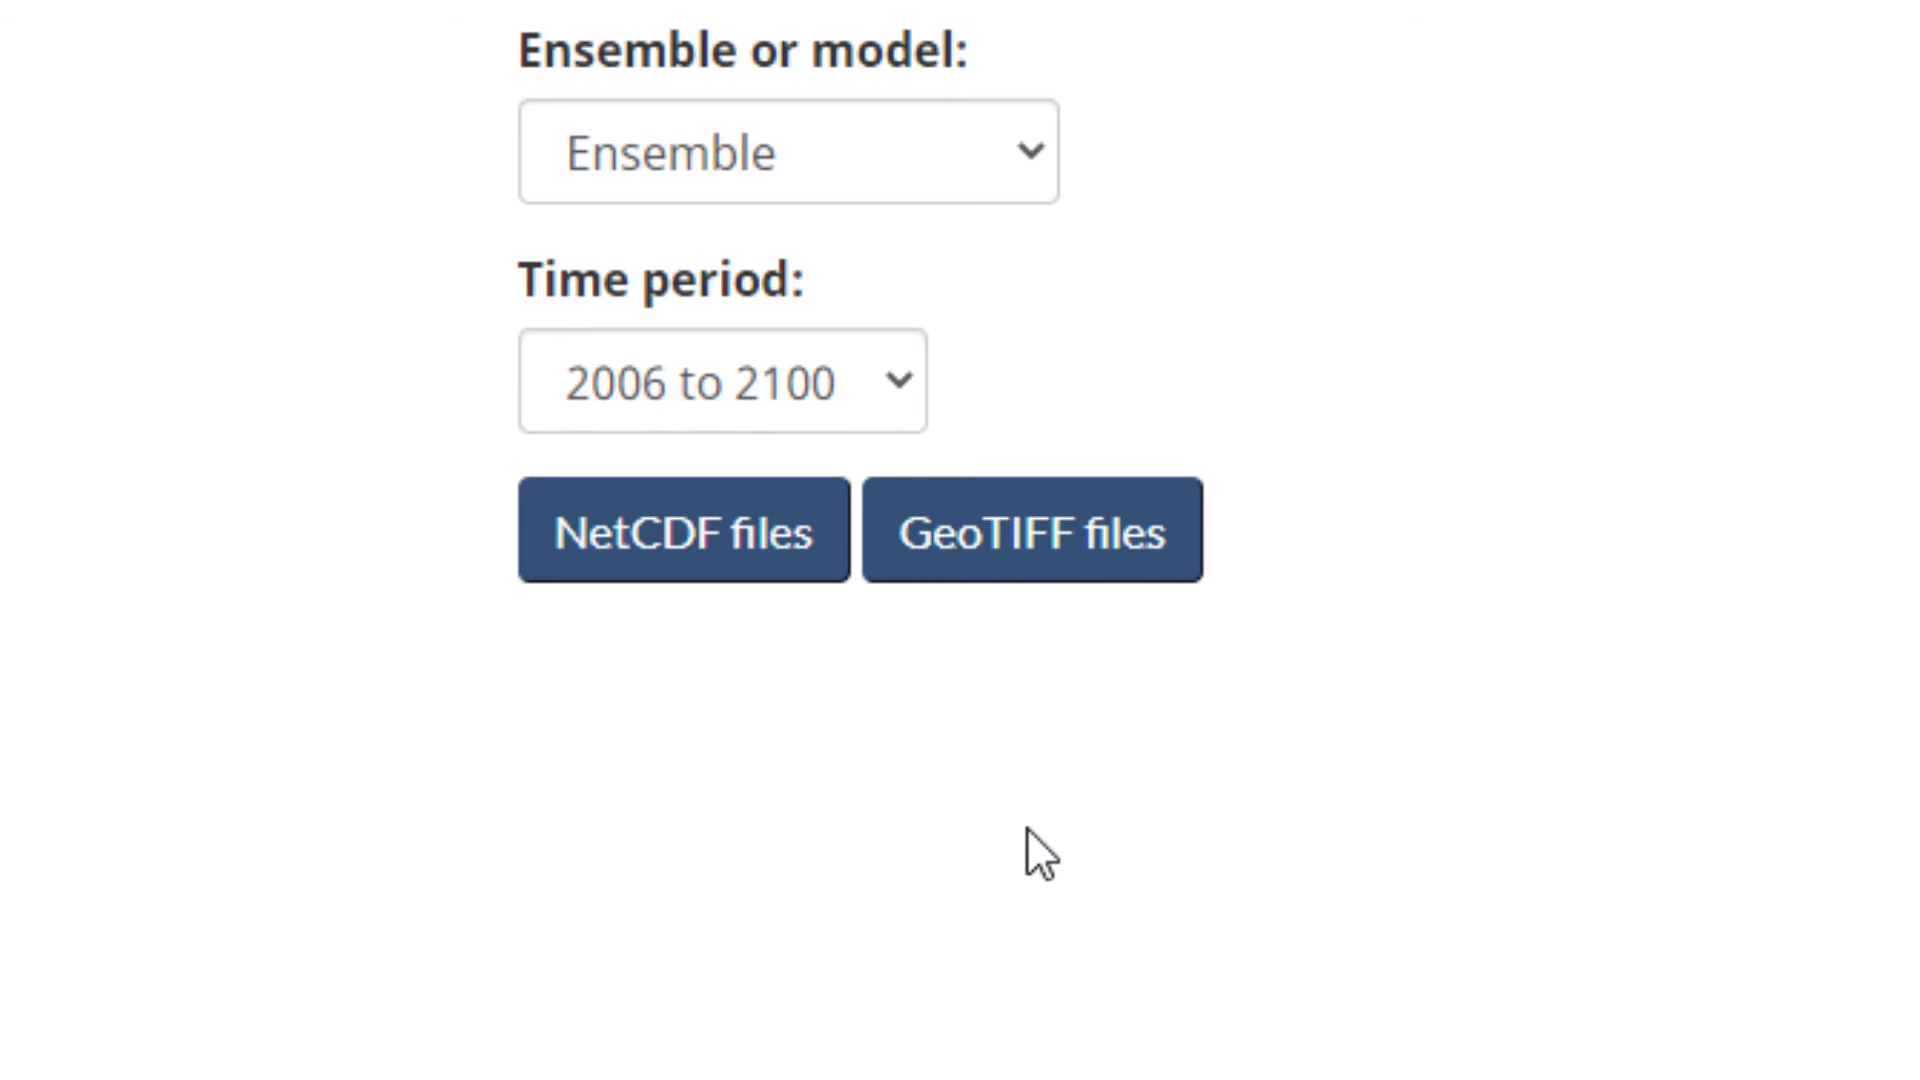 Ensemble or model:
Ensemble
Time period:
2006 to 2100
NetCDF files GeoTIFF files